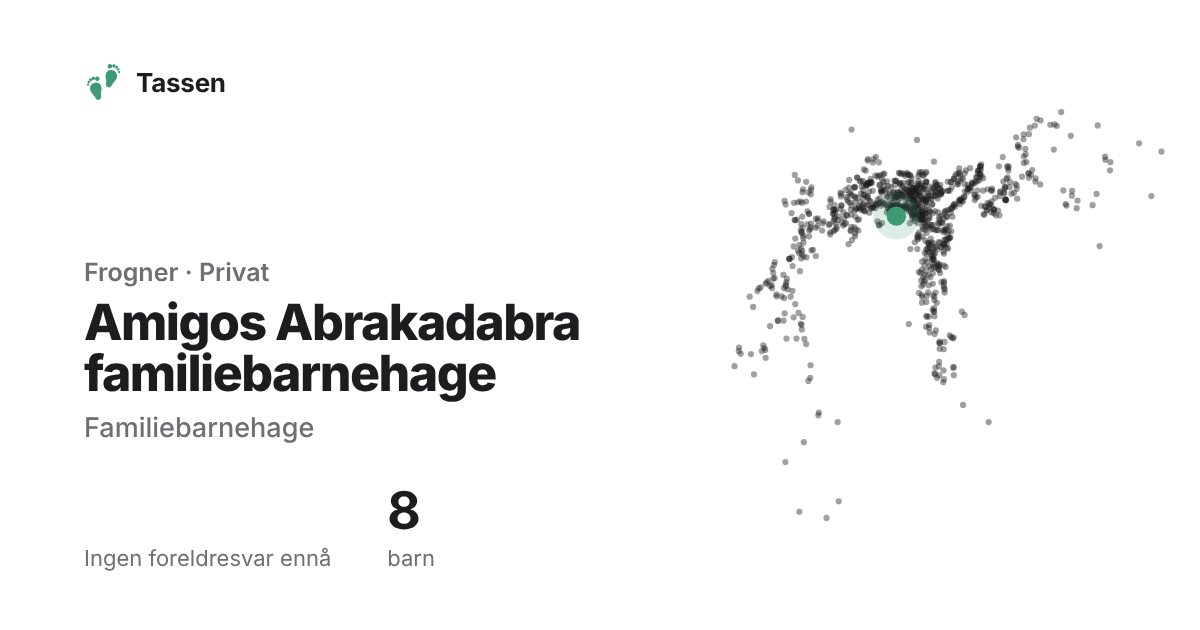 Tassen
Frogner · Privat
Amigos Abrakadabra
familiebarnehage
Familiebarnehage
8
Ingen foreldresvar ennå
barn